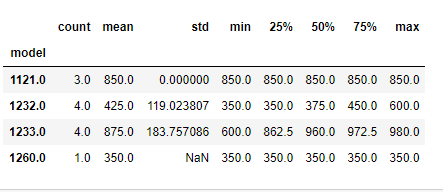 count mean std min 25% 50% 75% max
model
1121.0 3.0 850.0 0.000000 850.0 850.0 850.0 850.0 850.0
1232.0 4.0 425.0 119.023807 350.0 350.0 375.0 450.0 600.0
1233.0 4.0 875.0 183.757086 600.0 862.5 960.0 972.5 980.0
1260.0 1.0 350.0 NaN 350.0 350.0 350.0 350.0 350.0